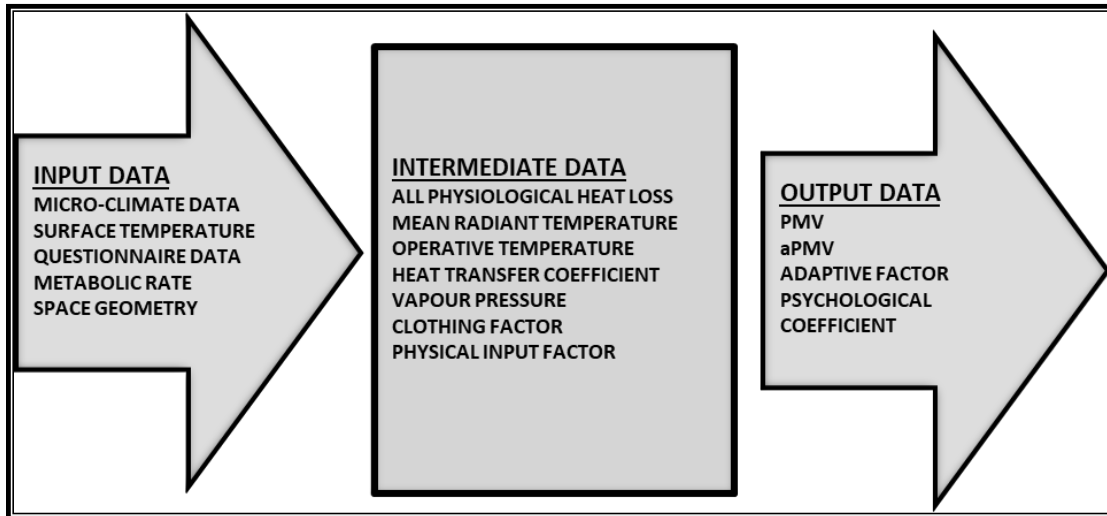 INPUT DATA
MICRO-CLIMATE DATA
SURFACE TEMPERATURE
QUESTIONNAIRE DATA
METABOLIC RATE
SPACE GEOMETRY
INTERMEDIATE DATA
ALL PHYSIOLOGICAL HEAT LOSS
MEAN RADIANT TEMPERATURE
OPERATIVE TEMPERATURE
HEAT TRANSFER COEFFICIENT
VAPOUR PRESSURE
CLOTHING FACTOR
PHYSICAL INPUT FACTOR
OUTPUT DATA
PMV
aPMV
ADAPTIVE FACTOR
PSYCHOLOGICAL
COEFFICIENT